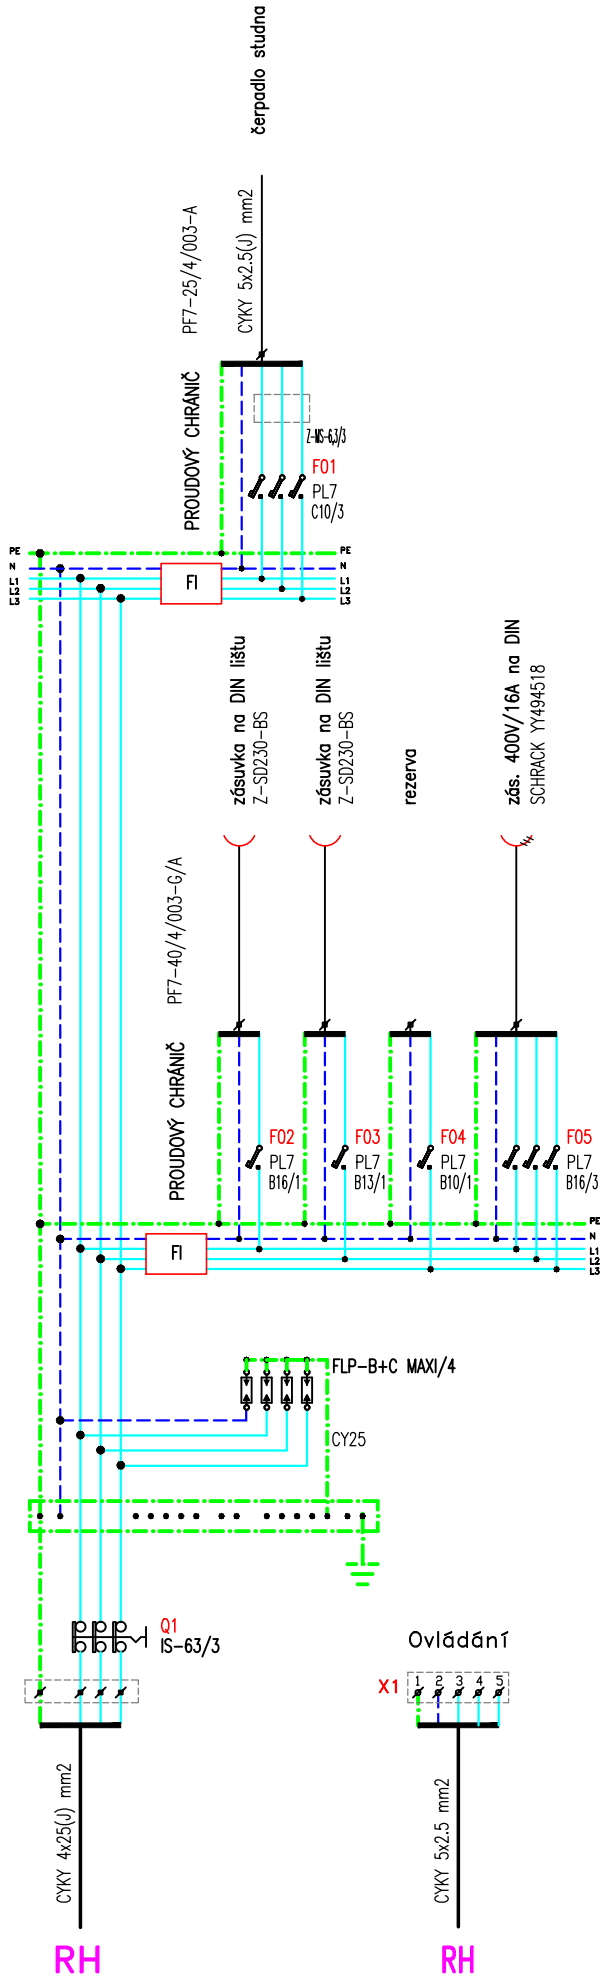 čerpadlo studna
PF7-25/4/003-A
CYKY 5x2.5(J) mm2
PROUDOVÝ CHRÁNIČ
Z-MS-6,3/3
F01
PL7
C10/3
PE
N
L1
L2
L3
FI
PE
N
L1
L2
L3
zásuvka na DIN lištu
Z-SD230-BS
zásuvka na DIN lištu
Z-SD230-BS
rezerva
zás. 400V/16A na DIN
SCHRACK YY494518
PF7-40/4/003-G/A
PROUDOVÝ CHRÁNIČ
F02
PL7
B16/1
F03
PL7
B13/1
F04
PL7
B10/1
F05
PL7
B16/3
FI
PE
N
L1
L2
L3
FLP-B+C MAXI/4
CY25
Q1
IS-63/3
Ovládání
X1
1 2 3 4 5
CYKY 4x25(J) mm2
CYKY 5x2.5 mm2
RH
RH